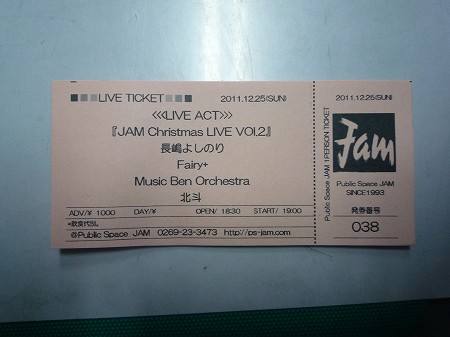 LIVE TICKET
2011.12.25(SUN)
<<<LIVE ACT>>>
『JAM Christmas LIVE VOl.2』
長嶋よしのり
Fairy+
Music Ben Orchestra
北斗
ADV/¥ 1000 DAY/¥ OPEN/ 18:30 START/ 19:00
@Public Space JAM 0269-23-3473 http//ps-jam.com
Public Space JAM 1PERSON TICKET
2011.12.25(SUN)
Jam
Public Space JAM
SINCE1993
発券番号
038